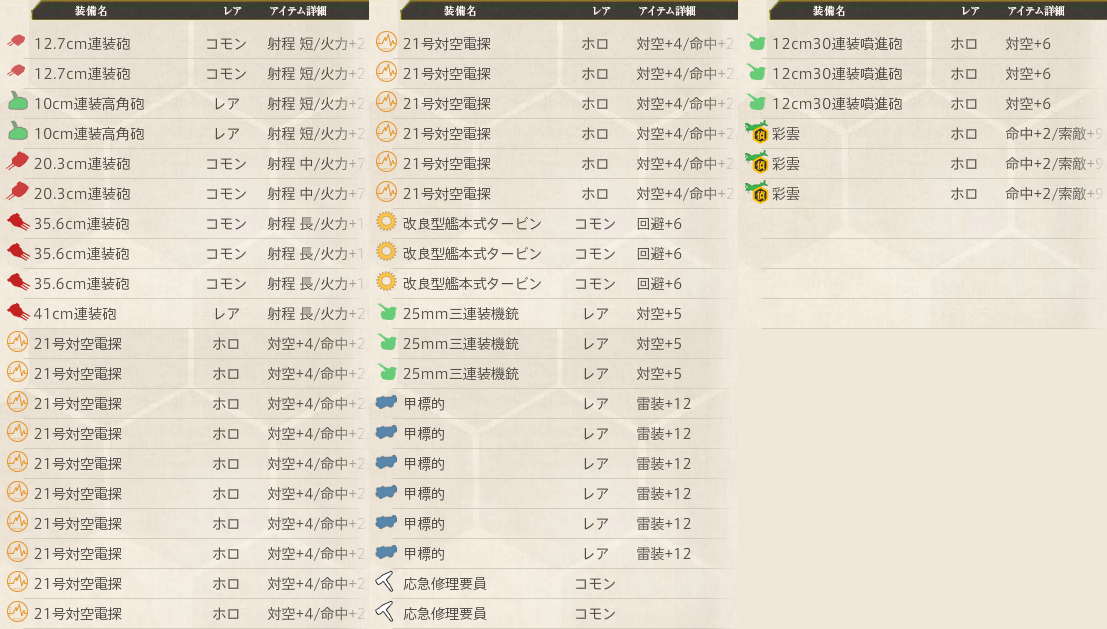 装備名 レア アイテム詳細
12.7cm連装砲 コモン 射程 短/火力+2
12.7cm連装砲 コモン 射程 短/火力+2
10cm連装高角砲 レア 射程 短/火力+2
10cm連装高角砲 レア 射程 短/火力+2
20.3cm連装砲 コモン 射程 中/火力+7
20.3cm連装砲 コモン 射程 中/火力+7
35.6cm連装砲 コモン 射程 長/火力+1
35.6cm連装砲 コモン 射程 長/火力+1
35.6cm連装砲 コモン 射程 長/火力+1
41cm連装砲 レア 射程 長/火力+2
21号対空電探 ホロ 対空+4/命中+2
21号対空電探 ホロ 対空+4/命中+2
21号対空電探 ホロ 対空+4/命中+2
21号対空電探 ホロ 対空+4/命中+2
21号対空電探 ホロ 対空+4/命中+2
21号対空電探 ホロ 対空+4/命中+2
21号対空電探 ホロ 対空+4/命中+2
21号対空電探 ホロ 対空+4/命中+2
21号対空電探 ホロ 対空+4/命中+2
21号対空電探 ホロ 対空+4/命中+2
装備名 レア アイテム詳細
21号対空電探 ホロ 対空+4/命中+2
21号対空電探 ホロ 対空+4/命中+2
21号対空電探 ホロ 対空+4/命中+2
21号対空電探 ホロ 対空+4/命中+2
21号対空電探 ホロ 対空+4/命中+2
21号対空電探 ホロ 対空+4/命中+2
改良型艦本式タービン コモン 回避+6
改良型艦本式タービン コモン 回避+6
改良型艦本式タービン コモン 回避+6
25mm三連装機銃 レア 対空+5
25mm三連装機銃 レア 対空+5
25mm三連装機銃 レア 対空+5
甲標的 レア 雷装+12
甲標的 レア 雷装+12
甲標的 レア 雷装+12
甲標的 レア 雷装+12
甲標的 レア 雷装+12
甲標的 レア 雷装+12
応急修理要員 コモン
応急修理要員 コモン
装備名 レア アイテム詳細
12cm30連装噴進砲 ホロ 対空+6
12cm30連装噴進砲 ホロ 対空+6
12cm30連装噴進砲 ホロ 対空+6
彩雲 ホロ 命中+2/索敵+9
彩雲 ホロ 命中+2/索敵+9
彩雲 ホロ 命中+2/索敵+9